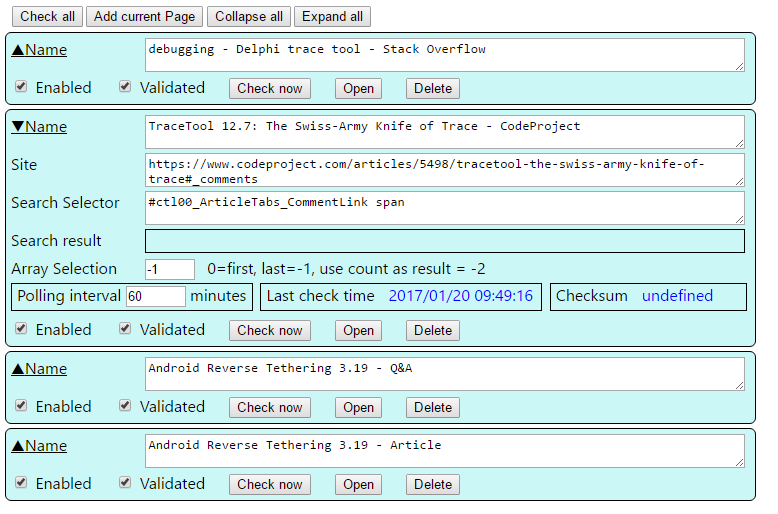 Check all Add current Page Collapse all Expand all
▲Name debugging - Delphi trace tool - Stack Overflow
Enabled Validated Check now Open Delete
▼Name TraceTool 12.7: The Swiss-Army Knife of Trace - CodeProject
Site https://www.codeproject.com/articles/5498/tracetool-the-swiss-army-knife-of-
trace#_comments
Search Selector #ctl00_ArticleTabs_CommentLink span
Search result
Array Selection -1 0=first, last=-1, use count as result = -2
Polling interval 60 minutes Last check time 2017/01/20 09:49:16 Checksum undefined
Enabled Validated Check now Open Delete
▲Name Android Reverse Tethering 3.19 - Q&A
Enabled Validated Check now Open Delete
▲Name Android Reverse Tethering 3.19 - Article
Enabled Validated Check now Open Delete